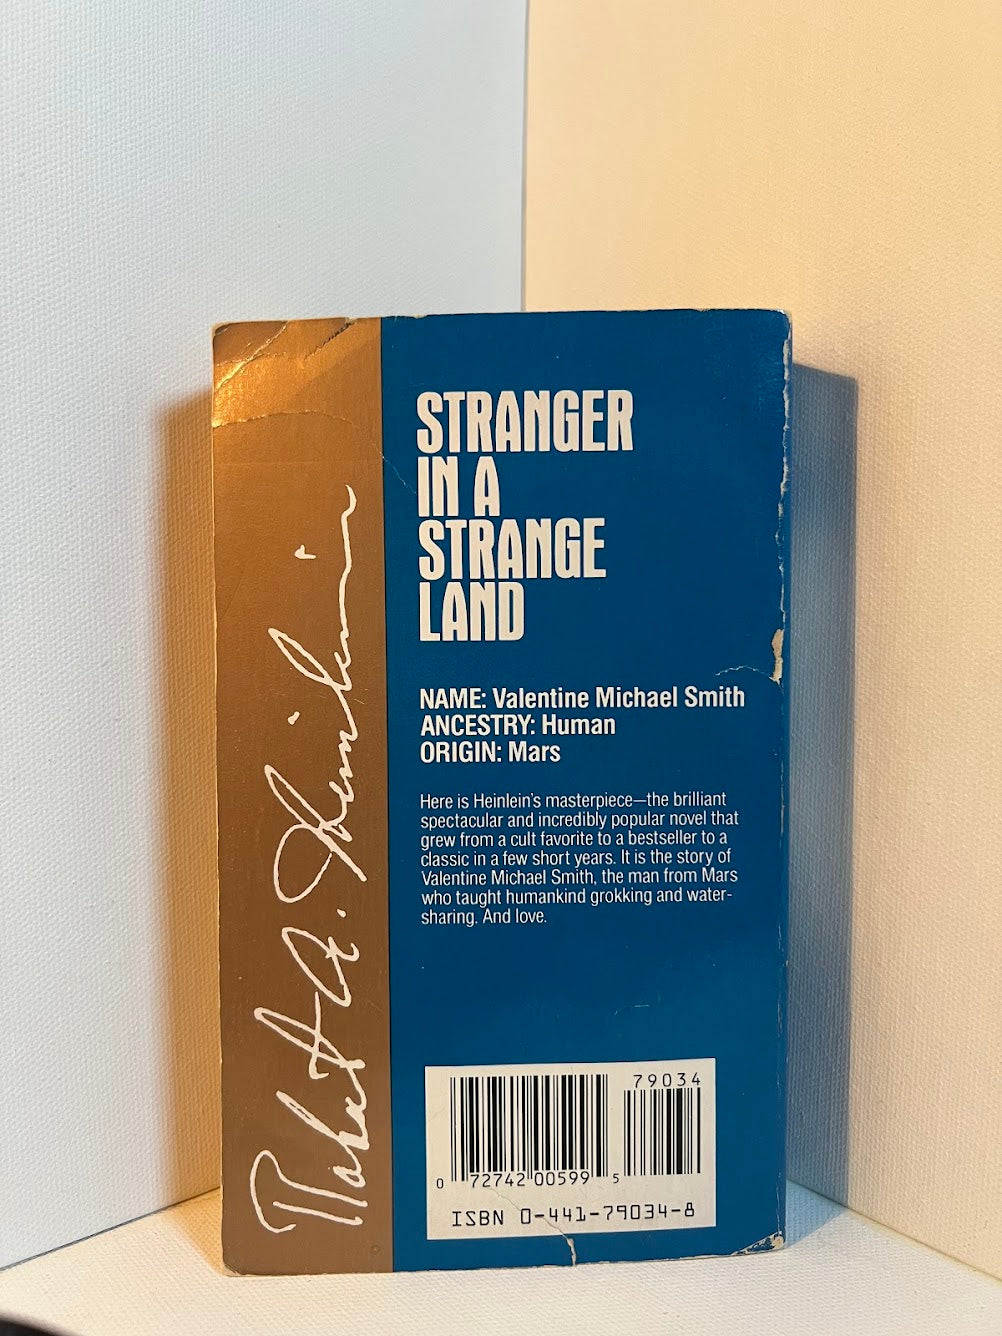 Robert A. Heinlein
STRANGER
IN A
STRANGE
LAND
NAME: Valentine Michael Smith
ANCESTRY: Human
ORIGIN: Mars
Here is Heinlein's masterpiece—the brilliant
spectacular and incredibly popular novel that
grew from a cult favorite to a bestseller to a
classic in a few short years. It is the story of
Valentine Michael Smith, the man from Mars
who taught humankind grokking and water-
sharing. And love.
79034
0 72742 00599 5
ISBN 0-441-79034-8